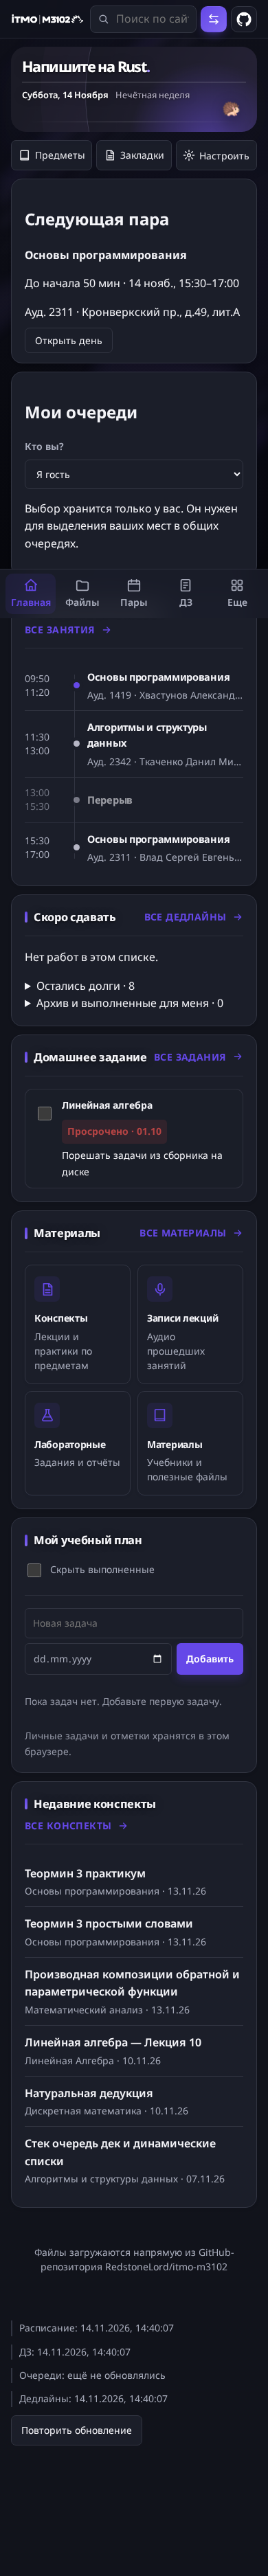 ITMO | M3102
Поиск по сай
Напишите на Rust.
Суббота, 14 Ноября Нечётная неделя
Предметы
Закладки
Настроить
Следующая пара
Основы программирования
До начала 50 мин · 14 нояб., 15:30–17:00
Ауд. 2311 · Кронверкский пр., д.49, лит.А
Открыть день
Мои очереди
Кто вы?
Я гость
Выбор хранится только у вас. Он нужен
для выделения ваших мест в общих
очередях.
Главная
Файлы
Пары
ДЗ
Еще
ВСЕ ЗАНЯТИЯ →
09:50
11:20
Основы программирования
Ауд. 1419 · Хвастунов Александ...
11:30
13:00
Алгоритмы и структуры
данных
Ауд. 2342 · Ткаченко Данил Ми...
13:00
15:30
Перерыв
15:30
17:00
Основы программирования
Ауд. 2311 · Влад Сергей Евгень...
Скоро сдавать
ВСЕ ДЕДЛАЙНЫ →
Нет работ в этом списке.
▶ Остались долги · 8
▶ Архив и выполненные для меня · 0
Домашнее задание
ВСЕ ЗАДАНИЯ →
Линейная алгебра
Просрочено · 01.10
Порешать задачи из сборника на
диске
Материалы
ВСЕ МАТЕРИАЛЫ →
Конспекты
Лекции и
практики по
предметам
Записи лекций
Аудио
прошедших
занятий
Лабораторные
Задания и отчёты
Материалы
Учебники и
полезные файлы
Мой учебный план
Скрыть выполненные
Новая задача
dd.mm.yyyy
Добавить
Пока задач нет. Добавьте первую задачу.
Личные задачи и отметки хранятся в этом
браузере.
Недавние конспекты
ВСЕ КОНСПЕКТЫ →
Теормин 3 практикум
Основы программирования · 13.11.26
Теормин 3 простыми словами
Основы программирования · 13.11.26
Производная композиции обратной и
параметрической функции
Математический анализ · 13.11.26
Линейная алгебра — Лекция 10
Линейная Алгебра · 10.11.26
Натуральная дедукция
Дискретная математика · 10.11.26
Стек очередь дек и динамические
списки
Алгоритмы и структуры данных · 07.11.26
Файлы загружаются напрямую из GitHub-
репозитория RedstoneLord/itmo-m3102
Расписание: 14.11.2026, 14:40:07
ДЗ: 14.11.2026, 14:40:07
Очереди: ещё не обновлялись
Дедлайны: 14.11.2026, 14:40:07
Повторить обновление